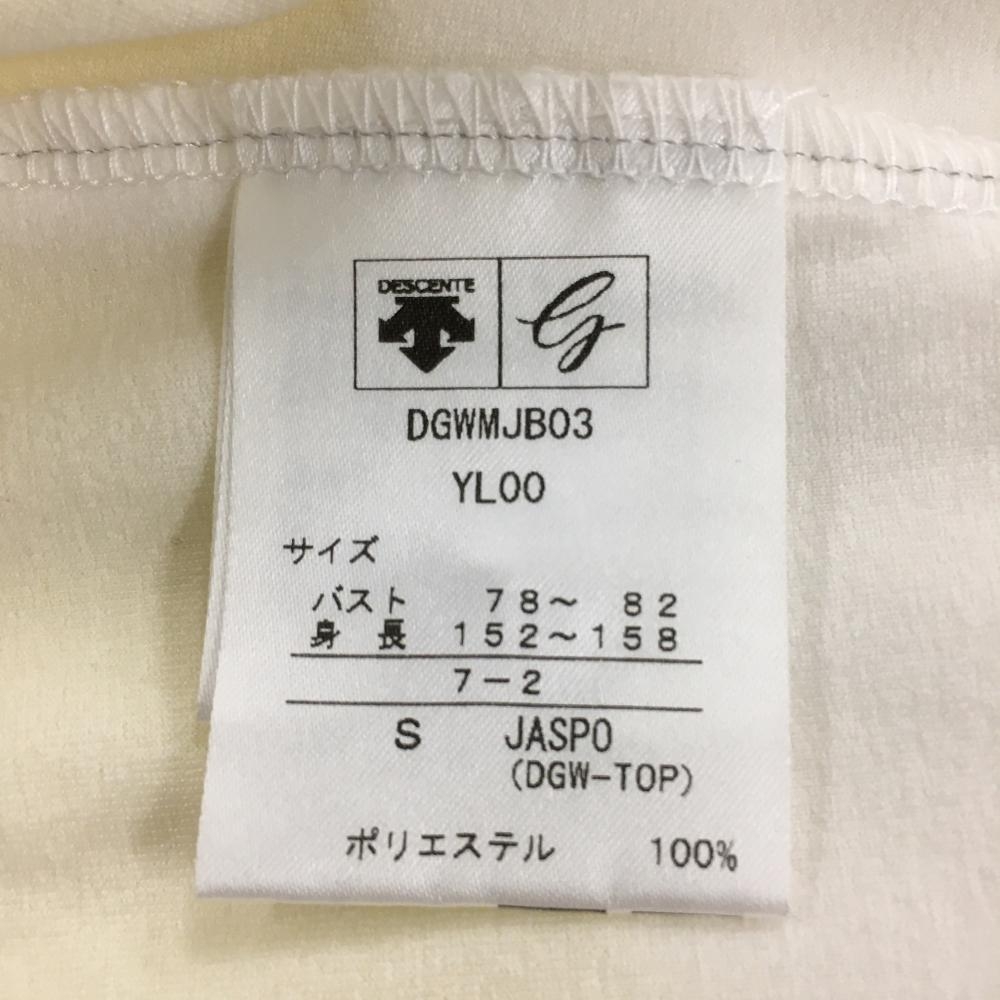 DESCENTE
G
DGWMJB03
YL00
サイズ
バスト 78～ 82
身 長 152～158
7－2
S JASPO
(DGW-TOP)
ポリエステル 100%